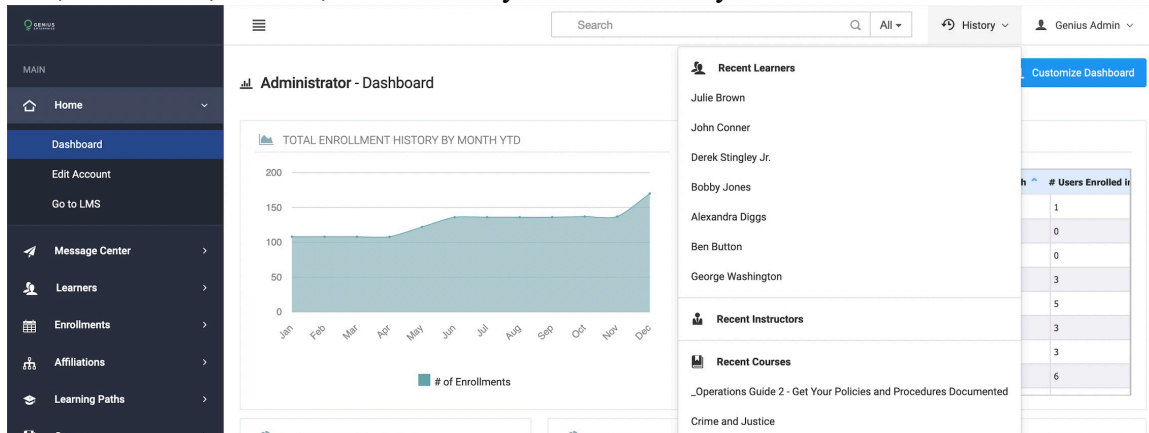 GENIUS
Search
All
History
Genius Admin
MAIN
Home
Dashboard
Edit Account
Go to LMS
Message Center
Learners
Enrollments
Affiliations
Learning Paths
Administrator - Dashboard
Customize Dashboard
TOTAL ENROLLMENT HISTORY BY MONTH YTD
200
150
100
50
0
Jan
Feb
Mar
Apr
May
Jun
Jul
Aug
Sep
Oct
Nov
Dec
# of Enrollments
Recent Learners
Julie Brown
John Conner
Derek Stingley Jr.
Bobby Jones
Alexandra Diggs
Ben Button
George Washington
Recent Instructors
Recent Courses
_Operations Guide 2 - Get Your Policies and Procedures Documented
Crime and Justice
h # Users Enrolled in
1
0
0
3
5
3
3
6